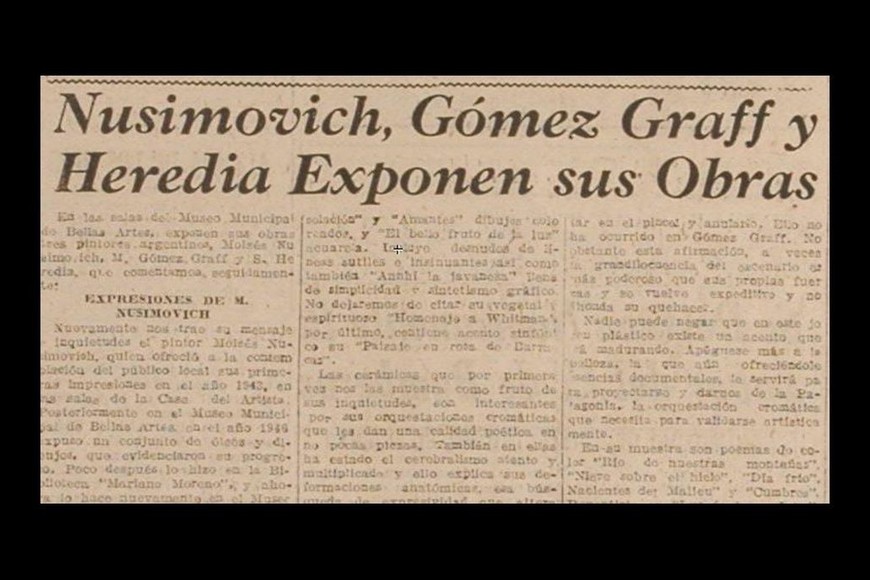 Nusimovich, Gómez Graff y
Heredia Exponen sus Obras
En las salas del Museo Municipal
de Bellas Artes, exponen sus obras
tres pintores argentinos, Moisés Nu
simovich, M. Gómez Graff y S. He
redia, que comentamos, seguidamen-
te:
EXPRESIONES DE M.
NUSIMOVICH
Nuevamente nos trae su mensaje
inquietudes el pintor Moisés Nu-
simovich, quien ofreció a la contem
plación del público local sus prime-
ras impresiones en el año 1943, en
las salas de la Casa del Artista.
Posteriormente en el Museo Munici-
pal de Bellas Artes en el año 1946
expuso un conjunto de óleos y di-
bujos, que evidenciaron su progre-
so. Poco después lo hizo en la Bi-
blioteca "Mariano Moreno", y aho-
ra lo hace nuevamente en el Museo
solación" y "Amantes" dibujos colo
reados, y "El bello fruto de la luz"
acuarela. Incluye desnudos de lí-
neas sutiles e insinuantes así como
también "Annhi la javanesa" llena
de simplicidad y sintetismo gráfico.
No dejaremos de citar su vegetal y
espirituoso "Homenaje a Whitman"
por último, contiene acento sinfóni
co su "Paisaje en rota de
cas".
Las cerámicas que por primera
vez nos las muestra como fruto de
sus inquietudes, son interesantes
por sus orquestaciones cromáticas
que les dan una calidad poética en
no pocas piezas. También en ellas
ha estado el cerebralismo atento y
multiplicado y ello explica sus de-
formaciones anatómicas, esa bús-
queda de expresividad que altera
tar en el pincel y anulario. Ello no
ha ocurrido en Gómez Graff. No
obstante esta afirmación, a veces
la grandilocuencia del escenario es
más poderoso que sus propias fuer
zas y se vuelve expeditivo y no
ahonda su quehacer.
Nadie puede negar que en este jo
ven plástico existe un acento que
va madurando. Apéguese más a la
belleza, la que aún ofreciéndole
esencias documentales, le servirá pa
ra proyectarse y darnos de la Pa-
tagonia, la orquestación cromática
que necesita para validarse artística
mente.
En su muestra son poemas de co-
lor "Río de nuestras montañas",
"Nieve sobre el hielo", "Día frío",
Nacientes del Malleu" y "Cumbres".